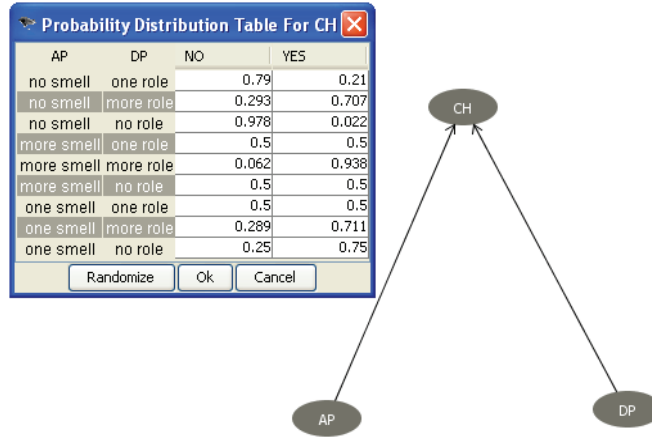 Probability Distribution Table For CH
AP DP NO YES
no smell one role 0.79 0.21
no smell more role 0.293 0.707
no smell no role 0.978 0.022
more smell one role 0.5 0.5
more smell more role 0.062 0.938
more smell no role 0.5 0.5
one smell one role 0.5 0.5
one smell more role 0.289 0.711
one smell no role 0.25 0.75
Randomize Ok Cancel
CH
AP
DP